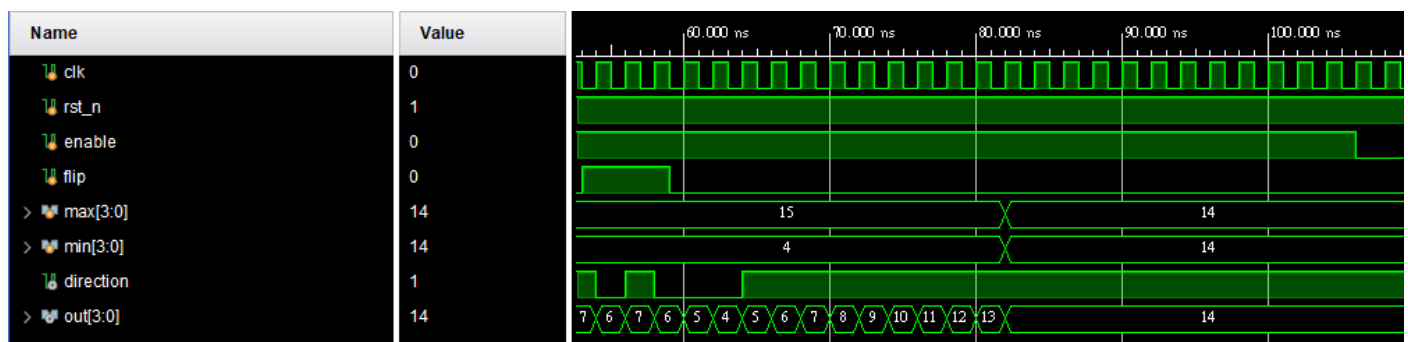 Name Value 60.000 ns 70.000 ns 80.000 ns 90.000 ns 100.000 ns
clk 0
rst_n 1
enable 0
flip 0
max[3:0] 14 15 14
min[3:0] 14 4 14
direction 1
out[3:0] 14 7 6 7 6 5 4 5 6 7 8 9 10 11 12 13 14